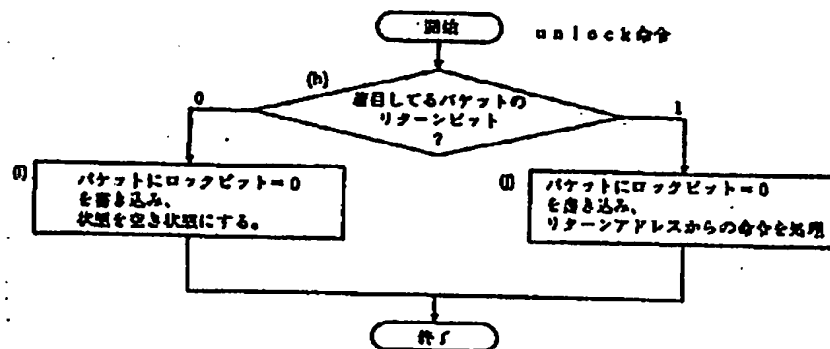 開始
unlock命令
(h)
着目してるパケットの
リターンビット
?
0
1
(i)
パケットにロックビット=0
を書き込み、
状態を空き状態にする。
(j)
パケットにロックビット=0
を書き込み、
リターンアドレスからの命令を処理
終了